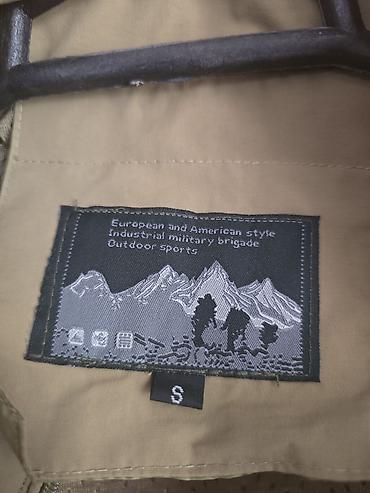 European and American style
Industrial military brigade
Outdoor sports
S